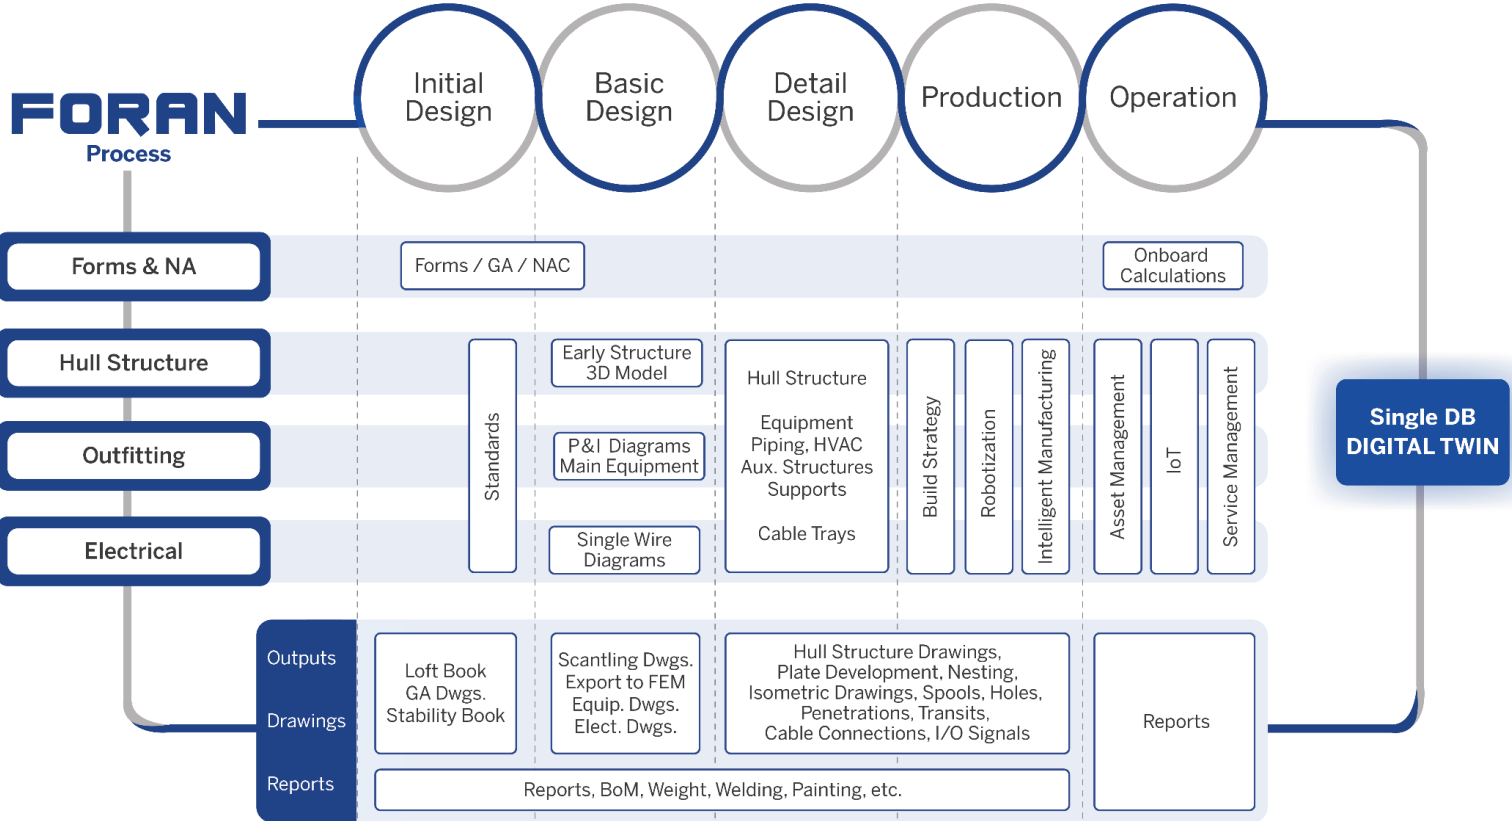 FORAN
Process
Initial
Design
Basic
Design
Detail
Design
Production
Operation
Forms & NA
Forms / GA / NAC
Onboard
Calculations
Hull Structure
Outfitting
Electrical
Standards
Early Structure
3D Model
P&I Diagrams
Main Equipment
Single Wire
Diagrams
Hull Structure
Equipment
Piping, HVAC
Aux. Structures
Supports
Cable Trays
Build Strategy
Robotization
Intelligent Manufacturing
Asset Management
IoT
Service Management
Single DB
DIGITAL TWIN
Outputs
Drawings
Reports
Loft Book
GA Dwgs.
Stability Book
Scantling Dwgs.
Export to FEM
Equip. Dwgs.
Elect. Dwgs.
Hull Structure Drawings,
Plate Development, Nesting,
Isometric Drawings, Spools, Holes,
Penetrations, Transits,
Cable Connections, I/O Signals
Reports
Reports, BoM, Weight, Welding, Painting, etc.